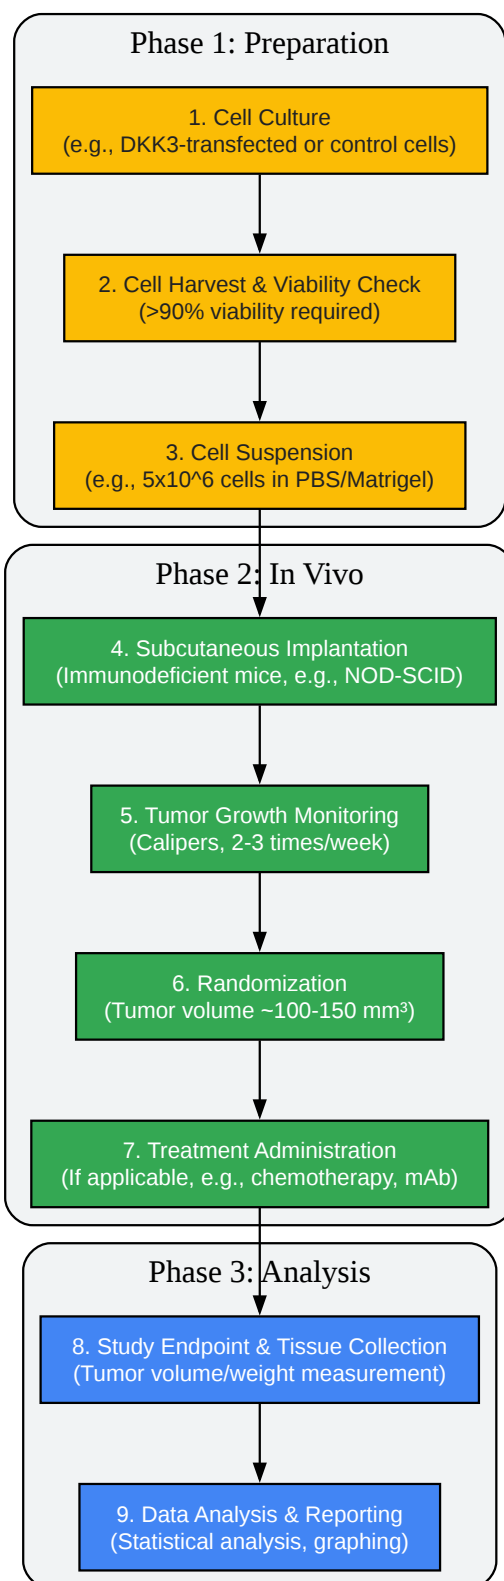 Phase 1: Preparation
1. Cell Culture
(e.g., DKK3-transfected or control cells)
2. Cell Harvest & Viability Check
(>90% viability required)
3. Cell Suspension
(e.g., 5x10^6 cells in PBS/Matrigel)
Phase 2: In Vivo
4. Subcutaneous Implantation
(Immunodeficient mice, e.g., NOD-SCID)
5. Tumor Growth Monitoring
(Calipers, 2-3 times/week)
6. Randomization
(Tumor volume ~100-150 mm³)
7. Treatment Administration
(If applicable, e.g., chemotherapy, mAb)
Phase 3: Analysis
8. Study Endpoint & Tissue Collection
(Tumor volume/weight measurement)
9. Data Analysis & Reporting
(Statistical analysis, graphing)